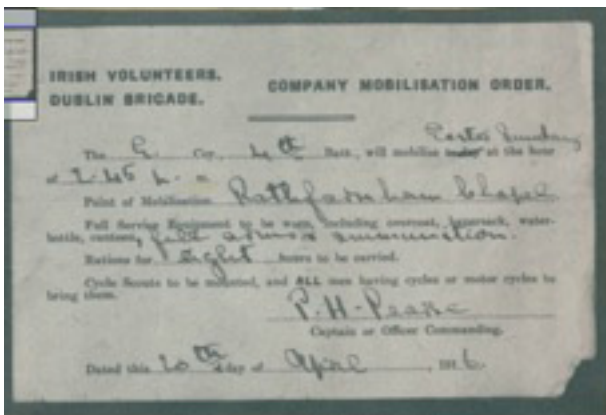 IRISH VOLUNTEERS. COMPANY MOBILISATION ORDER.
DUBLIN BRIGADE.
Easter Sunday
The E. Coy. 4th Batt., will mobilise to-day at the hour
of 2.45 p. m
Point of Mobilisation Rathfarnham Chapel
Full Service Equipment to be worn, including overcoat, haversack, water-
bottle, canteen, full arms & ammunition.
Rations for eight hours to be carried.
Cycle Scouts to be mounted, and ALL men having cycles or motor cycles to
bring them.
P. H. Pearse
Captain or Officer Commanding.
Dated this 20th day of April, 1916.